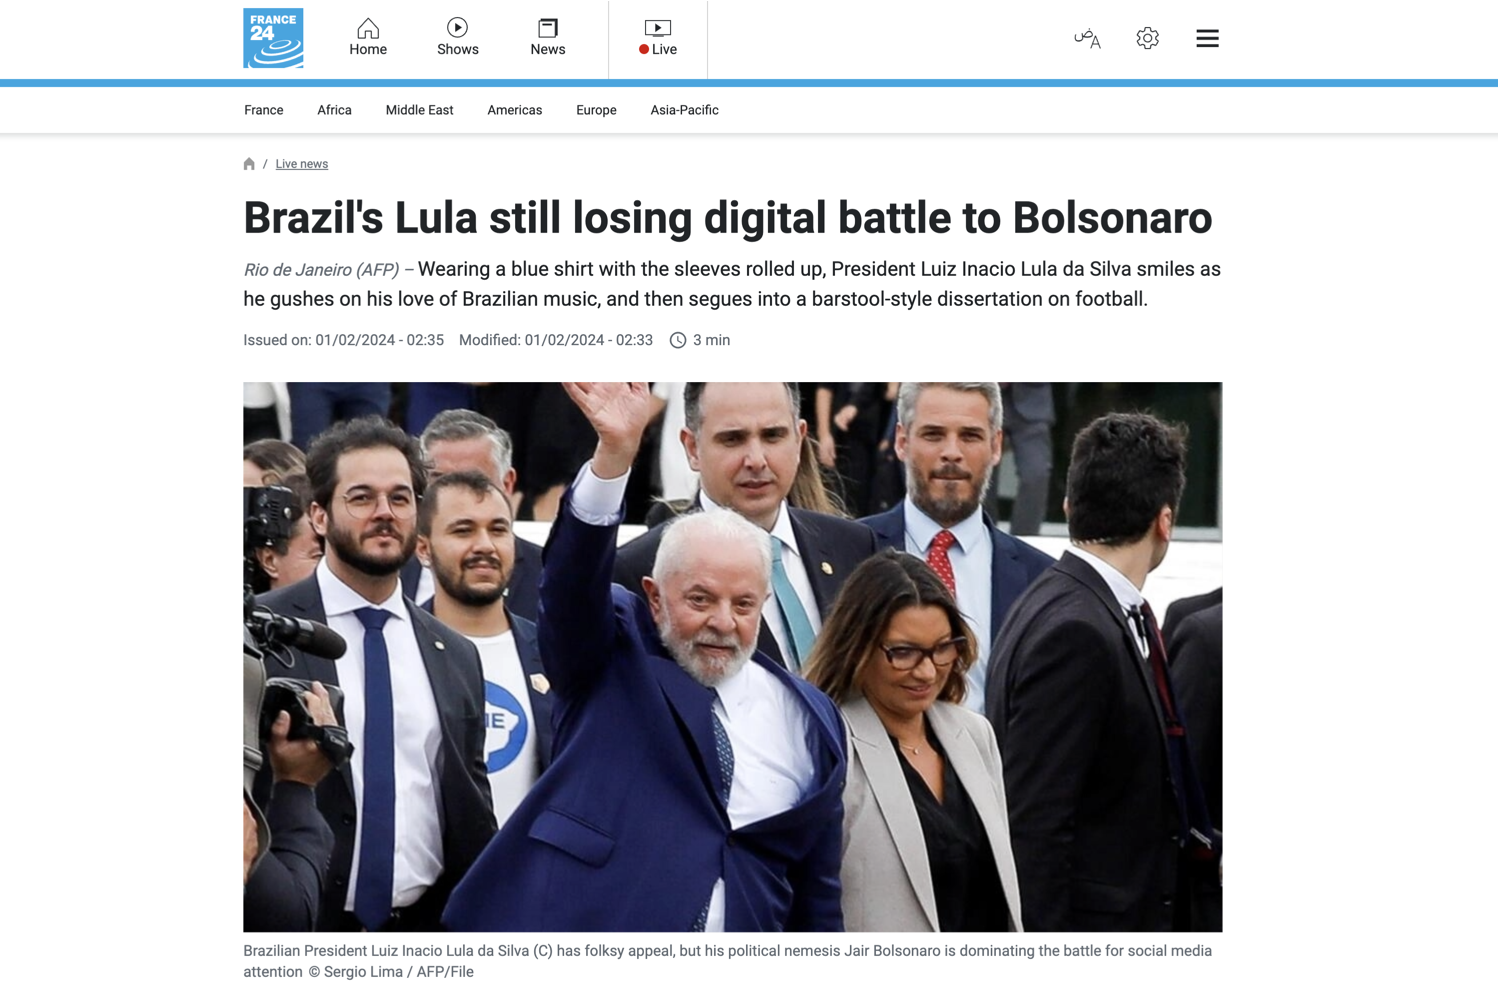 FRANCE
24
Home
Shows
News
Live
ض A
France
Africa
Middle East
Americas
Europe
Asia-Pacific
/ Live news
Brazil's Lula still losing digital battle to Bolsonaro
Rio de Janeiro (AFP) – Wearing a blue shirt with the sleeves rolled up, President Luiz Inacio Lula da Silva smiles as
he gushes on his love of Brazilian music, and then segues into a barstool-style dissertation on football.
Issued on: 01/02/2024 - 02:35 Modified: 01/02/2024 - 02:33 3 min
IE
Brazilian President Luiz Inacio Lula da Silva (C) has folksy appeal, but his political nemesis Jair Bolsonaro is dominating the battle for social media
attention © Sergio Lima / AFP/File